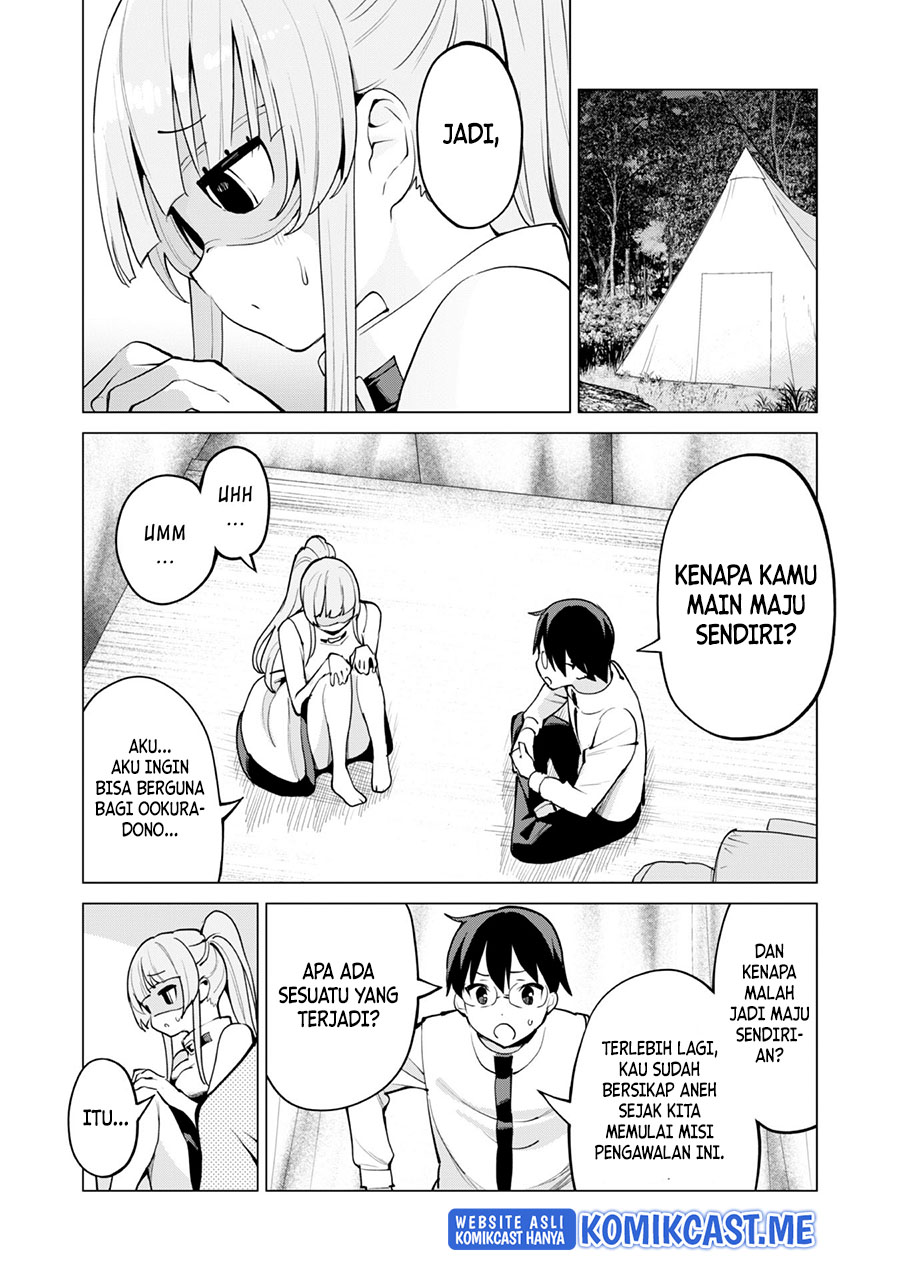 JADI,
KENAPA KAMU
MAIN MAJU
SENDIRI?
UHH
...
UMM
...
AKU...
AKU INGIN
BISA BERGUNA
BAGI OOKURA-
DONO...
DAN
KENAPA
MALAH
JADI MAJU
SENDIRI-
AN?
TERLEBIH LAGI,
KAU SUDAH
BERSIKAP ANEH
SEJAK KITA
MEMULAI MISI
PENGAWALAN INI.
APA ADA
SESUATU YANG
TERJADI?
ITU...
WEBSITE ASLI
KOMIKCAST HANYA
KOMIKCAST.ME